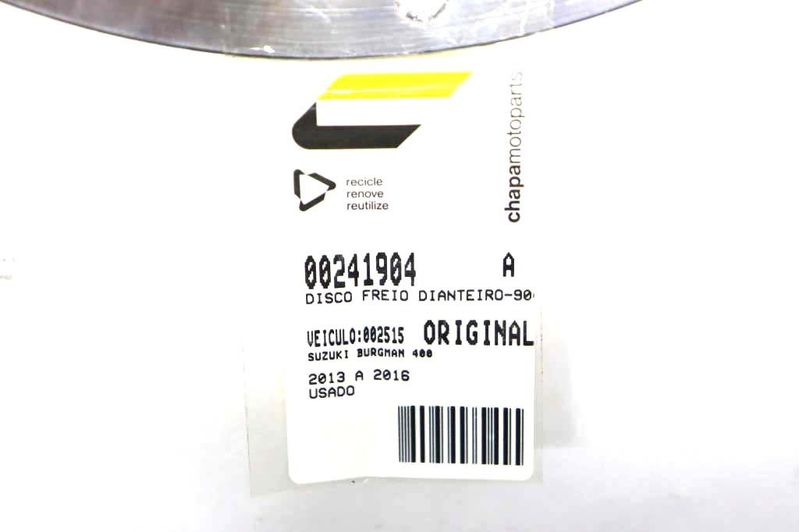 chapamotoparts
recicle
renove
reutilize
00241904 A
DISCO FREIO DIANTEIRO-90
VEICULO:002515 ORIGINAL
SUZUKI BURGMAN 400
2013 A 2016
USADO